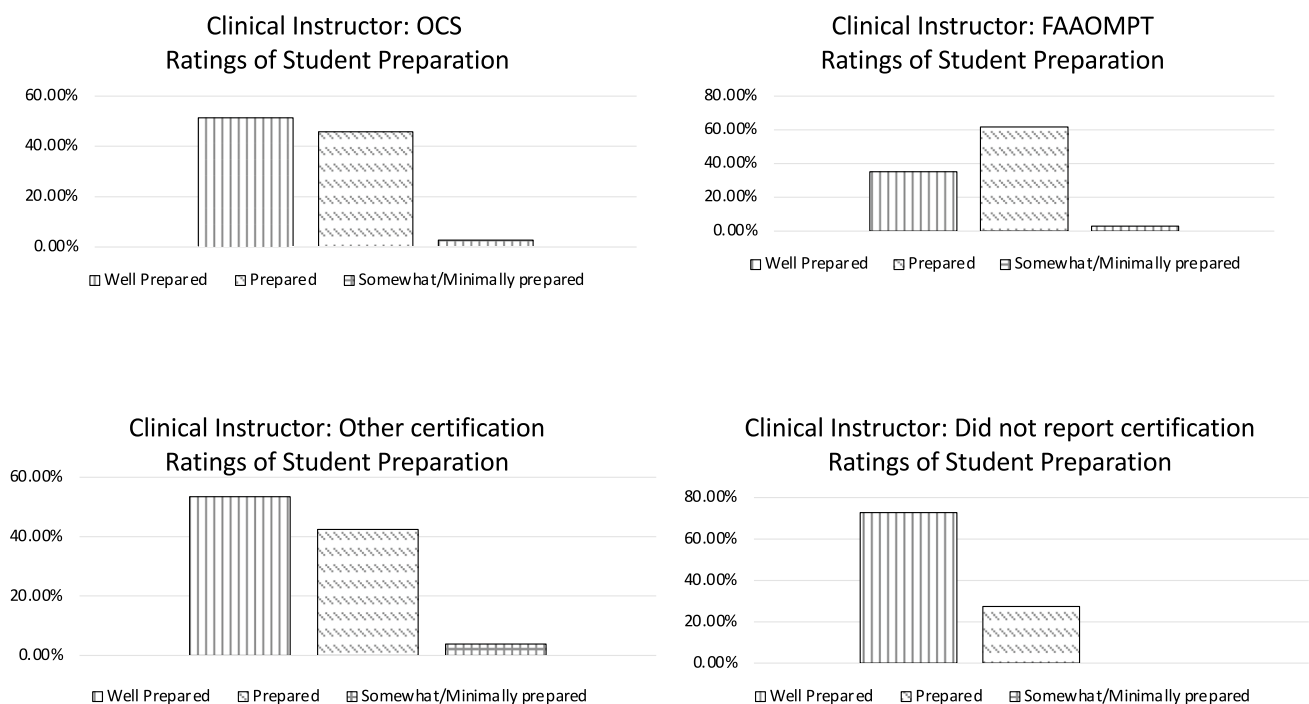 Clinical Instructor: OCS
Ratings of Student Preparation
60.00%
40.00%
20.00%
0.00%
Well Prepared Prepared Somewhat/Minimally prepared
Clinical Instructor: FAAOMPT
Ratings of Student Preparation
80.00%
60.00%
40.00%
20.00%
0.00%
Well Prepared Prepared Somewhat/Minimally prepared
Clinical Instructor: Other certification
Ratings of Student Preparation
60.00%
40.00%
20.00%
0.00%
Well Prepared Prepared Somewhat/Minimally prepared
Clinical Instructor: Did not report certification
Ratings of Student Preparation
80.00%
60.00%
40.00%
20.00%
0.00%
Well Prepared Prepared Somewhat/Minimally prepared